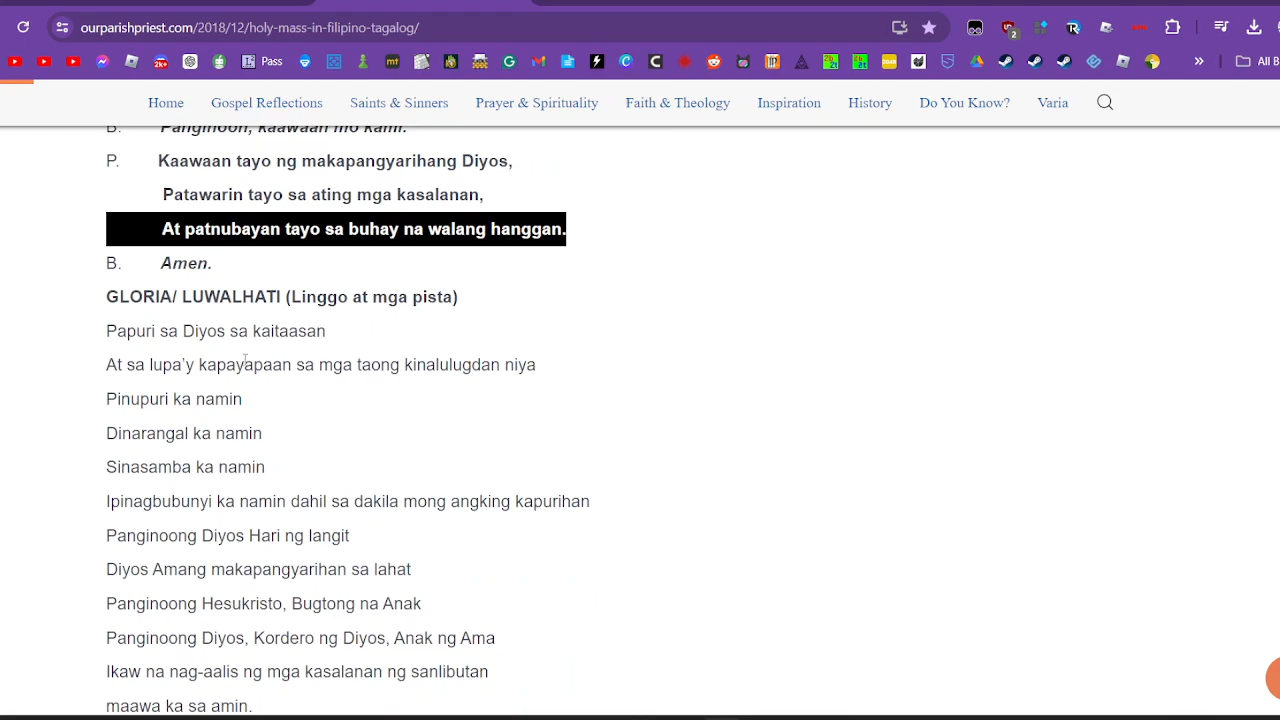 ourparishpriest.com/2018/12/holy-mass-in-filipino-tagalog/
Pass
All B
Home Gospel Reflections Saints & Sinners Prayer & Spirituality Faith & Theology Inspiration History Do You Know? Varia
B. Panginoon, kaawaan mo kami.
P. Kaawaan tayo ng makapangyarihang Diyos,
Patawarin tayo sa ating mga kasalanan,
At patnubayan tayo sa buhay na walang hanggan.
B. Amen.
GLORIA/ LUWALHATI (Linggo at mga pista)
Papuri sa Diyos sa kaitaasan
At sa lupa’y kapayapaan sa mga taong kinalulugdan niya
Pinupuri ka namin
Dinarangal ka namin
Sinasamba ka namin
Ipinagbubunyi ka namin dahil sa dakila mong angking kapurihan
Panginoong Diyos Hari ng langit
Diyos Amang makapangyarihan sa lahat
Panginoong Hesukristo, Bugtong na Anak
Panginoong Diyos, Kordero ng Diyos, Anak ng Ama
Ikaw na nag-aalis ng mga kasalanan ng sanlibutan
maawa ka sa amin.